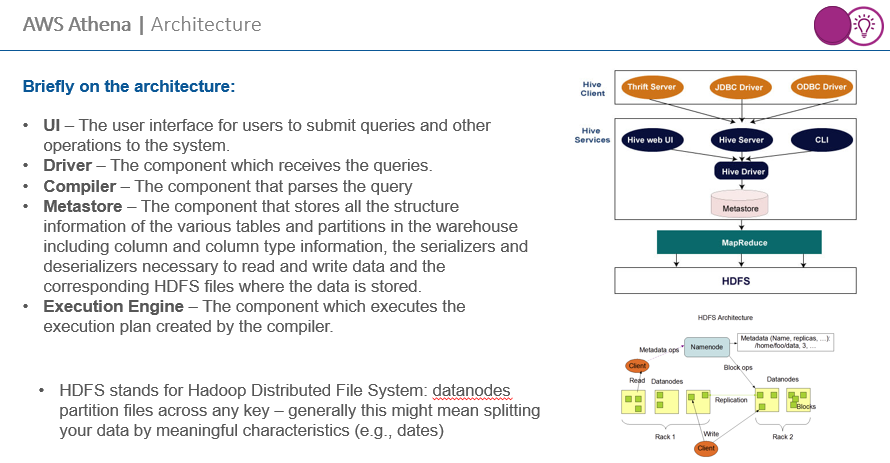 AWS Athena | Architecture
Briefly on the architecture:
• UI – The user interface for users to submit queries and other
operations to the system.
• Driver – The component which receives the queries.
• Compiler – The component that parses the query
• Metastore – The component that stores all the structure
information of the various tables and partitions in the warehouse
including column and column type information, the serializers and
deserializers necessary to read and write data and the
corresponding HDFS files where the data is stored.
• Execution Engine – The component which executes the
execution plan created by the compiler.
• HDFS stands for Hadoop Distributed File System: datanodes
partition files across any key – generally this might mean splitting
your data by meaningful characteristics (e.g., dates)
Hive
Client
Thrift Server
JDBC Driver
ODBC Driver
Hive
Services
Hive web UI
Hive Server
CLI
Hive Driver
Metastore
MapReduce
HDFS
HDFS Architecture
Metadata (Name, replicas, ...):
/home/foo/data, 3, ...
Namenode
Metadata ops
Client
Block ops
Read
Datanodes
Datanodes
Replication
Blocks
Rack 1
Write
Rack 2
Client